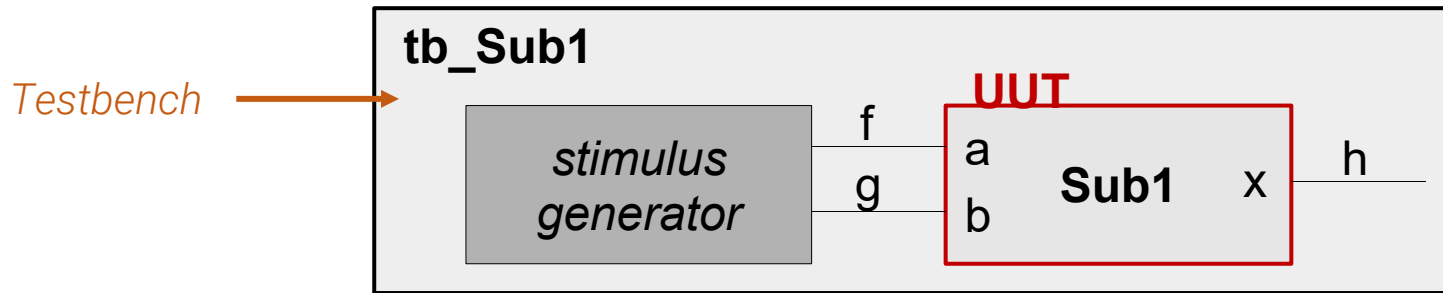 tb_Sub1
Testbench
UUT
stimulus
generator
f
g
a
b
Sub1
x
h